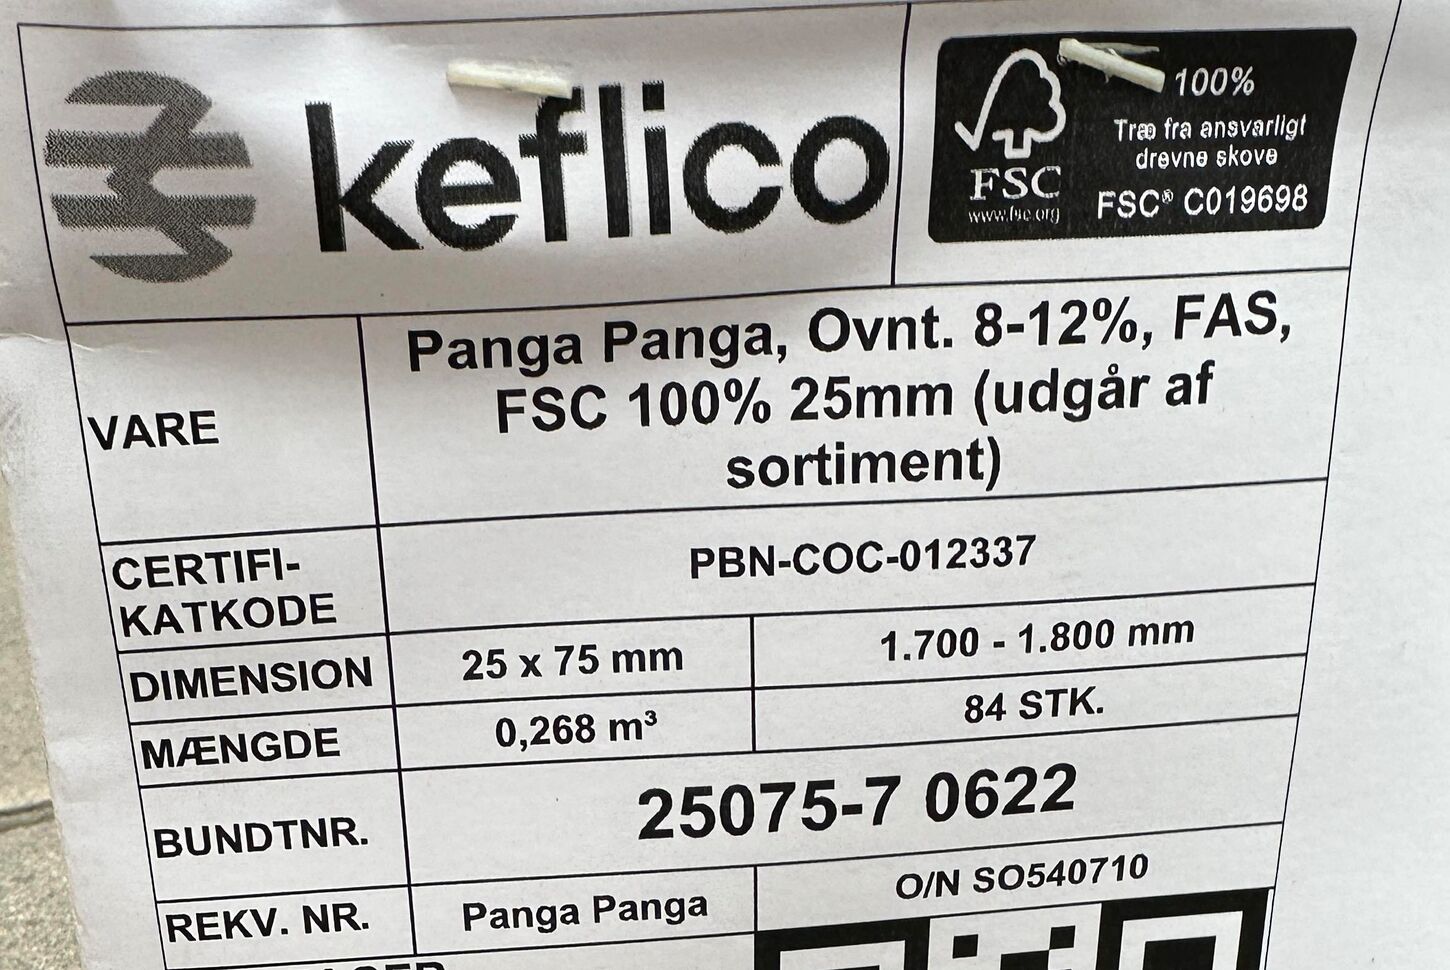 keflico
100%
Træ fra ansvarligt
drevne skove
FSC
www.fsc.org
FSC® C019698
VARE
Panga Panga, Ovnt. 8-12%, FAS,
FSC 100% 25mm (udgår af
sortiment)
CERTIFI-
KATKODE
PBN-COC-012337
DIMENSION
25 x 75 mm
1.700 - 1.800 mm
MÆNGDE
0,268 m³
84 STK.
BUNDTNR.
25075-7 0622
REKV. NR.
Panga Panga
O/N SO540710